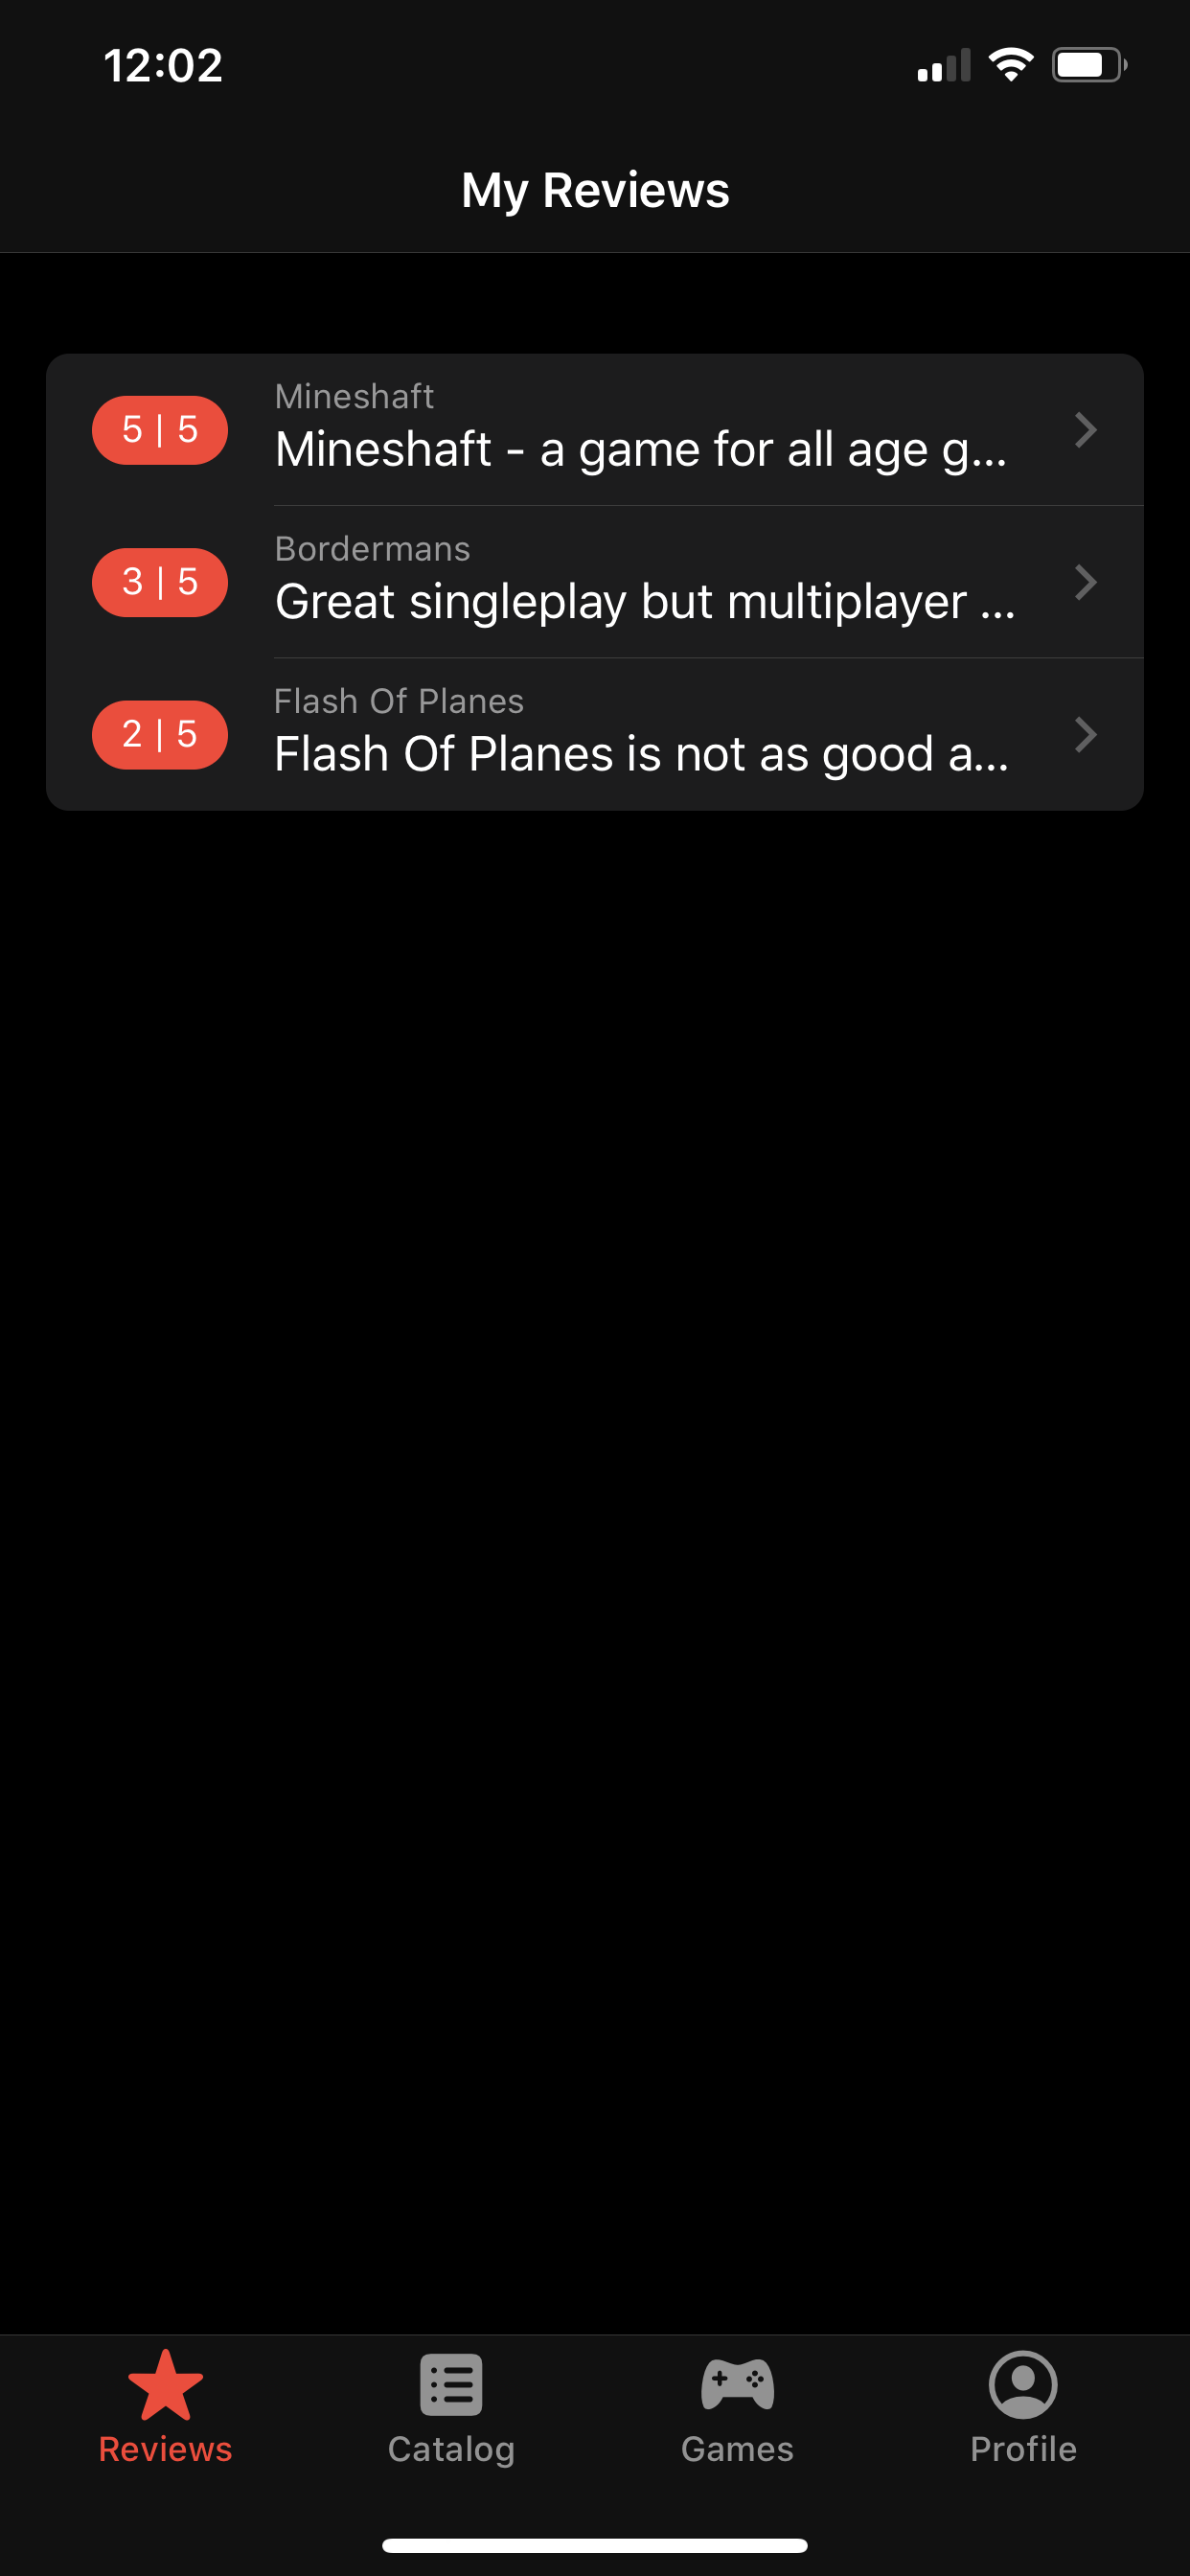 12:02
My Reviews
5 | 5
Mineshaft
Mineshaft - a game for all age g...
3 | 5
Bordermans
Great singleplay but multiplayer ...
2 | 5
Flash Of Planes
Flash Of Planes is not as good a...
Reviews
Catalog
Games
Profile